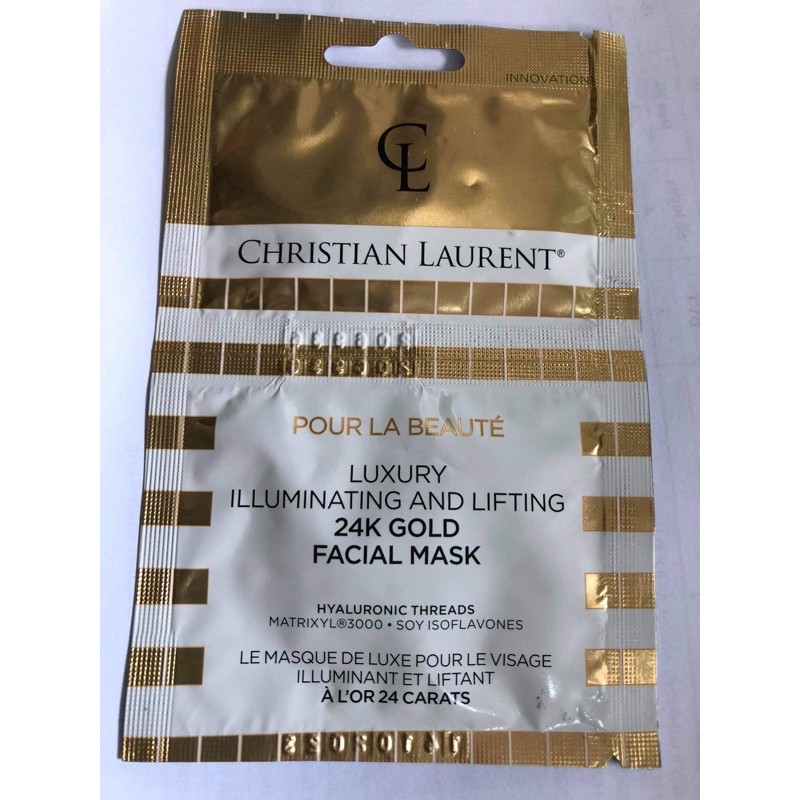 INNOVATION
CL
CHRISTIAN LAURENT®
POUR LA BEAUTÉ
LUXURY
ILLUMINATING AND LIFTING
24K GOLD
FACIAL MASK
HYALURONIC THREADS
MATRIXYL®3000 • SOY ISOFLAVONES
LE MASQUE DE LUXE POUR LE VISAGE
ILLUMINANT ET LIFTANT
À L'OR 24 CARATS